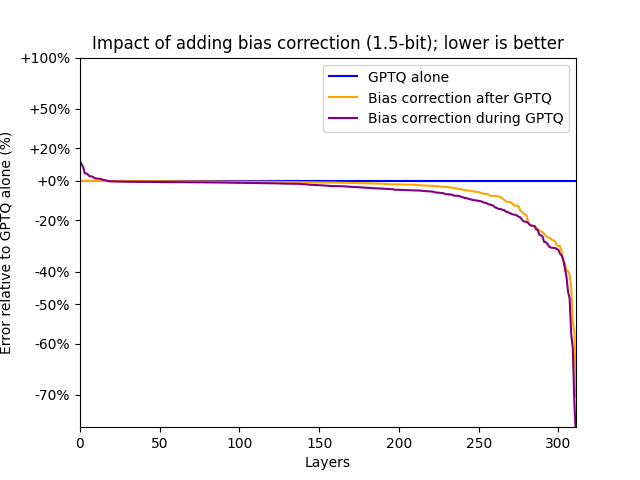 Impact of adding bias correction (1.5-bit); lower is better
Error relative to GPTQ alone (%)
+100%
+50%
+20%
+0%
-20%
-40%
-50%
-60%
-70%
GPTQ alone
Bias correction after GPTQ
Bias correction during GPTQ
0 50 100 150 200 250 300
Layers